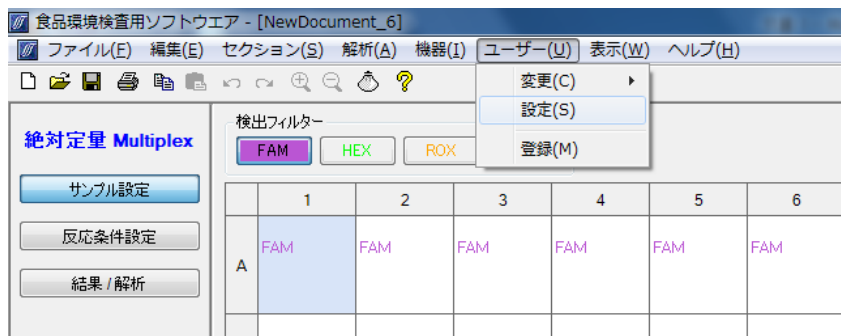 食品環境検査用ソフトウエア - [NewDocument_6]
ファイル(F) 編集(E) セクション(S) 解析(A) 機器(I) ユーザー(U) 表示(W) ヘルプ(H)
変更(C)
設定(S)
登録(M)
絶対定量 Multiplex
検出フィルター
FAM HEX ROX
サンプル設定
反応条件設定
結果 / 解析
1 2 3 4 5 6
A FAM FAM FAM FAM FAM FAM